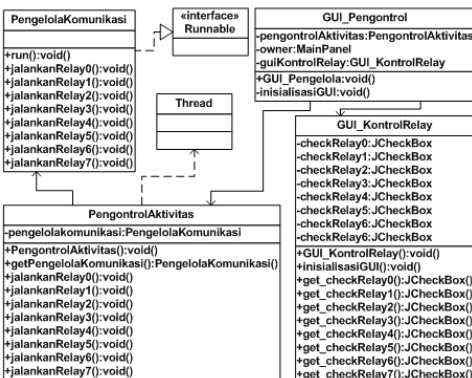 PengelolaKomunikasi
+run():void()
+jalankanRelay0():void()
+jalankanRelay1():void()
+jalankanRelay2():void()
+jalankanRelay3():void()
+jalankanRelay4():void()
+jalankanRelay5():void()
+jalankanRelay6():void()
+jalankanRelay7():void()
«interface»
Runnable
Thread
GUI_Pengontrol
-pengontrolAktivitas:PengontrolAktivitas
-owner:MainPanel
-guiKontrolRelay:GUI_KontrolRelay
+GUI_Pengelola:void()
-inisialisasiGUI:void()
GUI_KontrolRelay
-checkRelay0:JCheckBox
-checkRelay1:JCheckBox
-checkRelay2:JCheckBox
-checkRelay3:JCheckBox
-checkRelay4:JCheckBox
-checkRelay5:JCheckBox
-checkRelay6:JCheckBox
-checkRelay6:JCheckBox
+GUI_KontrolRelay():void()
+inisialisasiGUI():void()
+get_checkRelay0():JCheckBox()
+get_checkRelay1():JCheckBox()
+get_checkRelay2():JCheckBox()
+get_checkRelay3():JCheckBox()
+get_checkRelay4():JCheckBox()
+get_checkRelay5():JCheckBox()
+get_checkRelay6():JCheckBox()
+get_checkRelay7():JCheckBox()
PengontrolAktivitas
-pengelolakomunikasi:PengelolaKomunikasi
+PengontrolAktivitas():void()
+getPengelolaKomunikasi():PengelolaKomunikasi()
+jalankanRelay0():void()
+jalankanRelay1():void()
+jalankanRelay2():void()
+jalankanRelay3():void()
+jalankanRelay4():void()
+jalankanRelay5():void()
+jalankanRelay6():void()
+jalankanRelay7():void()